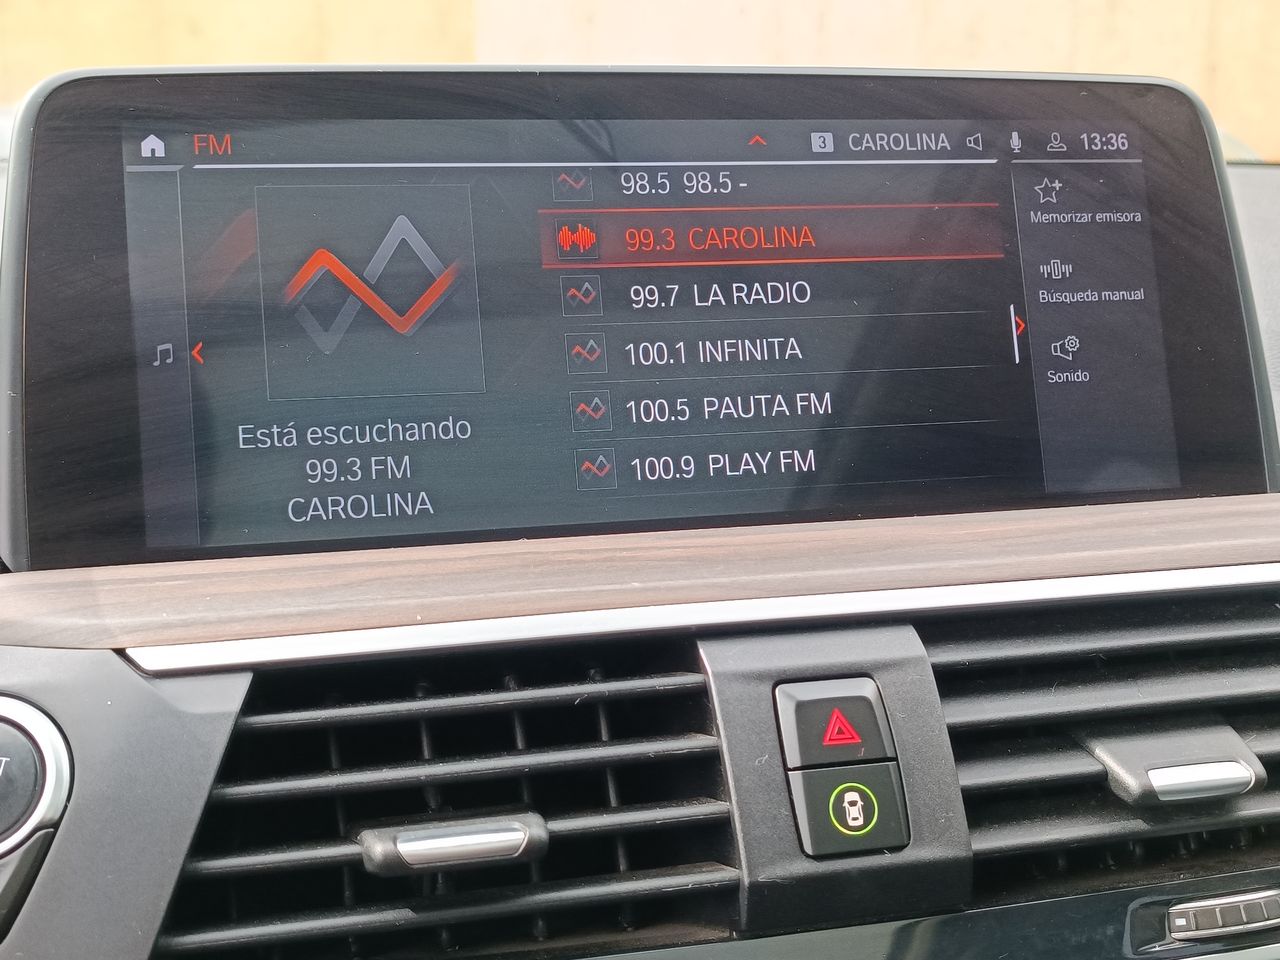 FM
3 CAROLINA 13:36
98.5 98.5 -
99.3 CAROLINA
99.7 LA RADIO
100.1 INFINITA
100.5 PAUTA FM
100.9 PLAY FM
Está escuchando
99.3 FM
CAROLINA
Memorizar emisora
Búsqueda manual
Sonido